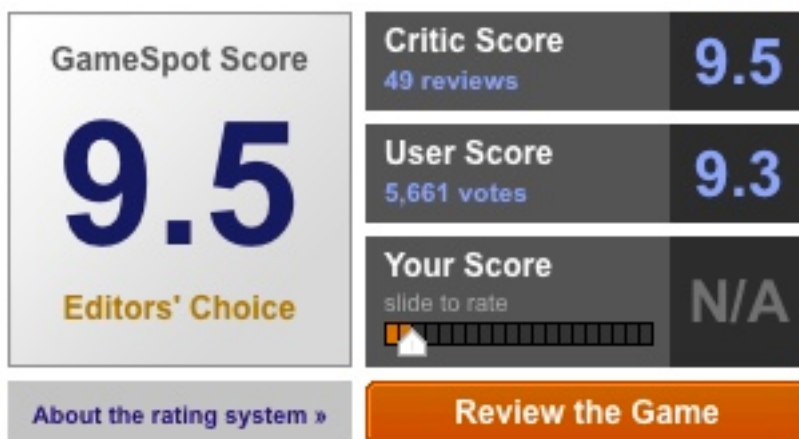 GameSpot Score
9.5
Editors' Choice
About the rating system »
Critic Score
49 reviews
9.5
User Score
5,661 votes
9.3
Your Score
slide to rate
N/A
Review the Game